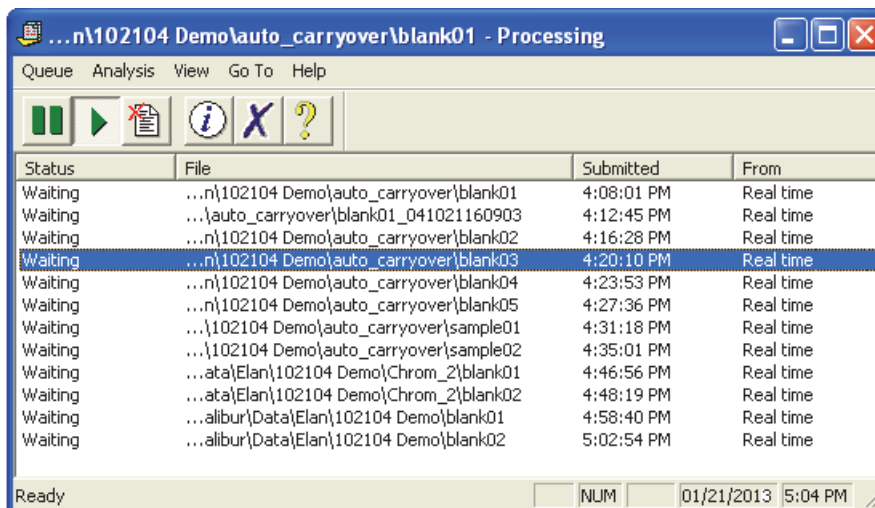 ...n\102104 Demo\auto_carryover\blank01 - Processing
Queue Analysis View Go To Help
Status File Submitted From
Waiting ...n\102104 Demo\auto_carryover\blank01 4:08:01 PM Real time
Waiting ...\auto_carryover\blank01_041021160903 4:12:45 PM Real time
Waiting ...n\102104 Demo\auto_carryover\blank02 4:16:28 PM Real time
Waiting ...n\102104 Demo\auto_carryover\blank03 4:20:10 PM Real time
Waiting ...n\102104 Demo\auto_carryover\blank04 4:23:53 PM Real time
Waiting ...n\102104 Demo\auto_carryover\blank05 4:27:36 PM Real time
Waiting ...\102104 Demo\auto_carryover\sample01 4:31:18 PM Real time
Waiting ...\102104 Demo\auto_carryover\sample02 4:35:01 PM Real time
Waiting ...ata\Elan\102104 Demo\Chrom_2\blank01 4:46:56 PM Real time
Waiting ...ata\Elan\102104 Demo\Chrom_2\blank02 4:48:19 PM Real time
Waiting ...alibur\Data\Elan\102104 Demo\blank01 4:58:40 PM Real time
Waiting ...alibur\Data\Elan\102104 Demo\blank02 5:02:54 PM Real time
Ready NUM 01/21/2013 5:04 PM